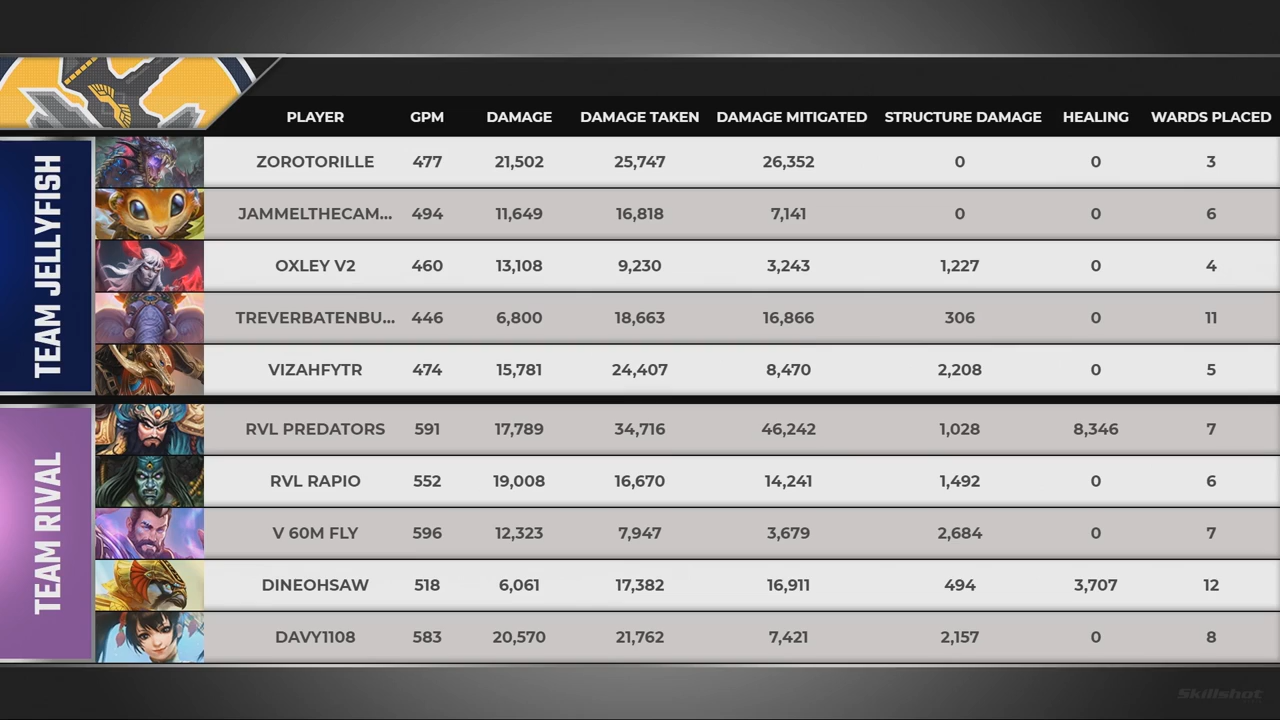 PLAYER GPM DAMAGE DAMAGE TAKEN DAMAGE MITIGATED STRUCTURE DAMAGE HEALING WARDS PLACED
TEAM JELLYFISH
ZOROTORILLE 477 21,502 25,747 26,352 0 0 3
JAMMELTHECAM... 494 11,649 16,818 7,141 0 0 6
OXLEY V2 460 13,108 9,230 3,243 1,227 0 4
TREVERBATENBU... 446 6,800 18,663 16,866 306 0 11
VIZAHFYTR 474 15,781 24,407 8,470 2,208 0 5
TEAM RIVAL
RVL PREDATORS 591 17,789 34,716 46,242 1,028 8,346 7
RVL RAPIO 552 19,008 16,670 14,241 1,492 0 6
V 60M FLY 596 12,323 7,947 3,679 2,684 0 7
DINEOHSAW 518 6,061 17,382 16,911 494 3,707 12
DAVY1108 583 20,570 21,762 7,421 2,157 0 8
Skillshot